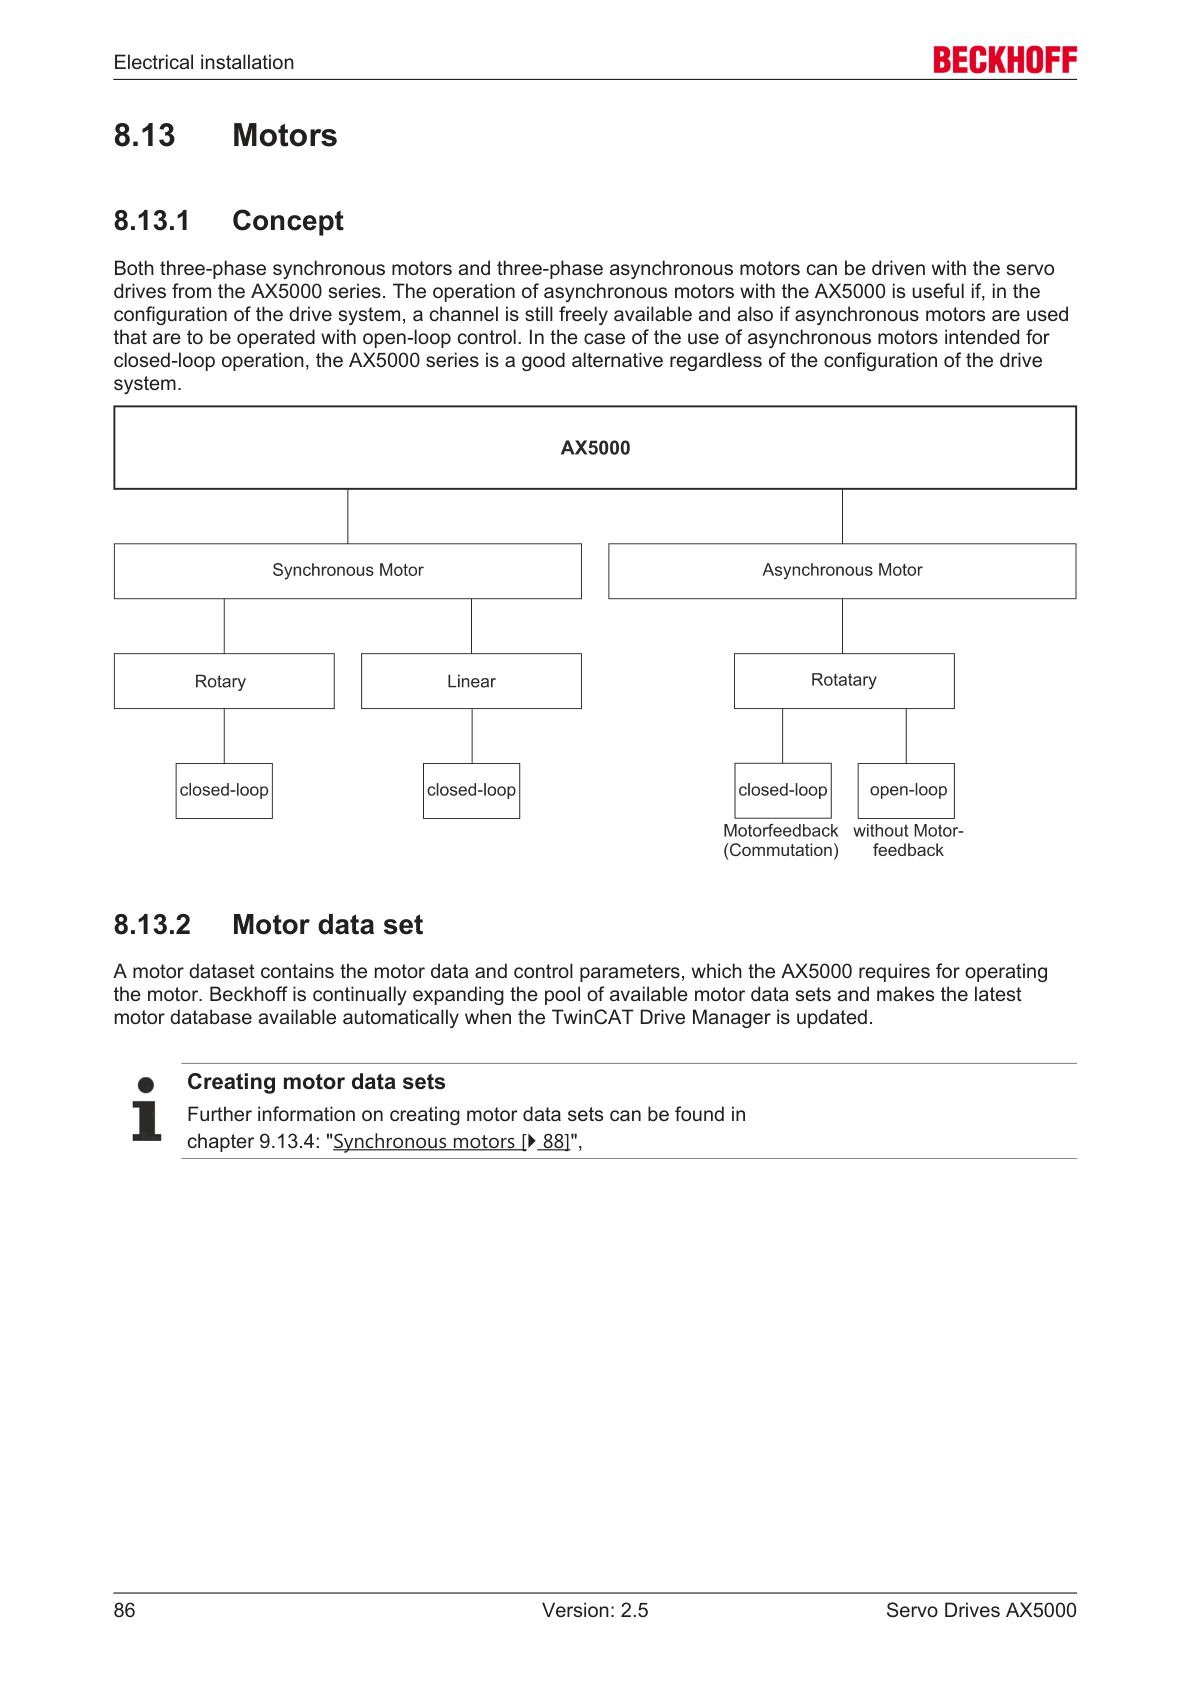 Electrical installation
BECKHOFF
8.13 Motors
8.13.1 Concept
Both three-phase synchronous motors and three-phase asynchronous motors can be driven with the servo
drives from the AX5000 series. The operation of asynchronous motors with the AX5000 is useful if, in the
configuration of the drive system, a channel is still freely available and also if asynchronous motors are used
that are to be operated with open-loop control. In the case of the use of asynchronous motors intended for
closed-loop operation, the AX5000 series is a good alternative regardless of the configuration of the drive
system.
AX5000
Synchronous Motor
Asynchronous Motor
Rotary
Linear
Rotatary
closed-loop
closed-loop
closed-loop
open-loop
Motorfeedback
(Commutation)
without Motor-
feedback
8.13.2 Motor data set
A motor dataset contains the motor data and control parameters, which the AX5000 requires for operating
the motor. Beckhoff is continually expanding the pool of available motor data sets and makes the latest
motor database available automatically when the TwinCAT Drive Manager is updated.
Creating motor data sets
Further information on creating motor data sets can be found in
chapter 9.13.4: "Synchronous motors [▶ 88]",
86
Version: 2.5
Servo Drives AX5000